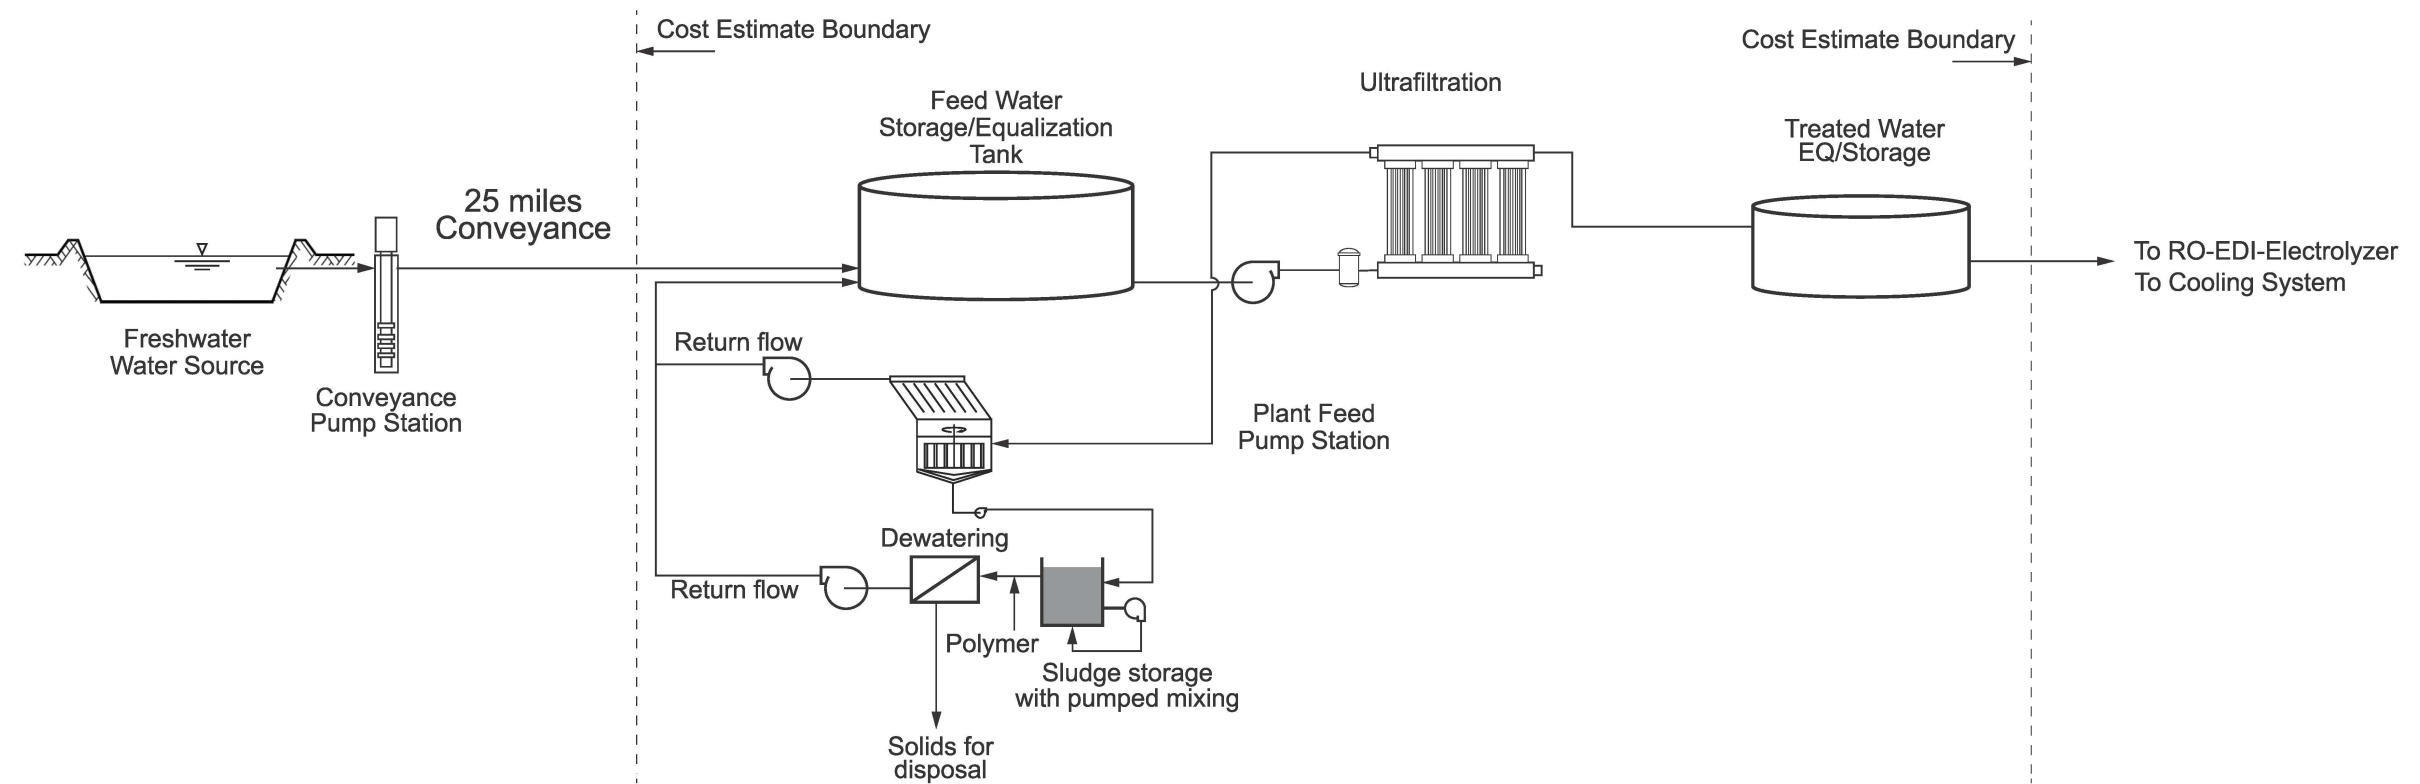 Cost Estimate Boundary
Cost Estimate Boundary
Ultrafiltration
Feed Water
Storage/Equalization
Tank
Treated Water
EQ/Storage
25 miles
Conveyance
To RO-EDI-Electrolyzer
To Cooling System
Freshwater
Water Source
Return flow
Conveyance
Pump Station
Plant Feed
Pump Station
Dewatering
Return flow
Polymer
Sludge storage
with pumped mixing
Solids for
disposal